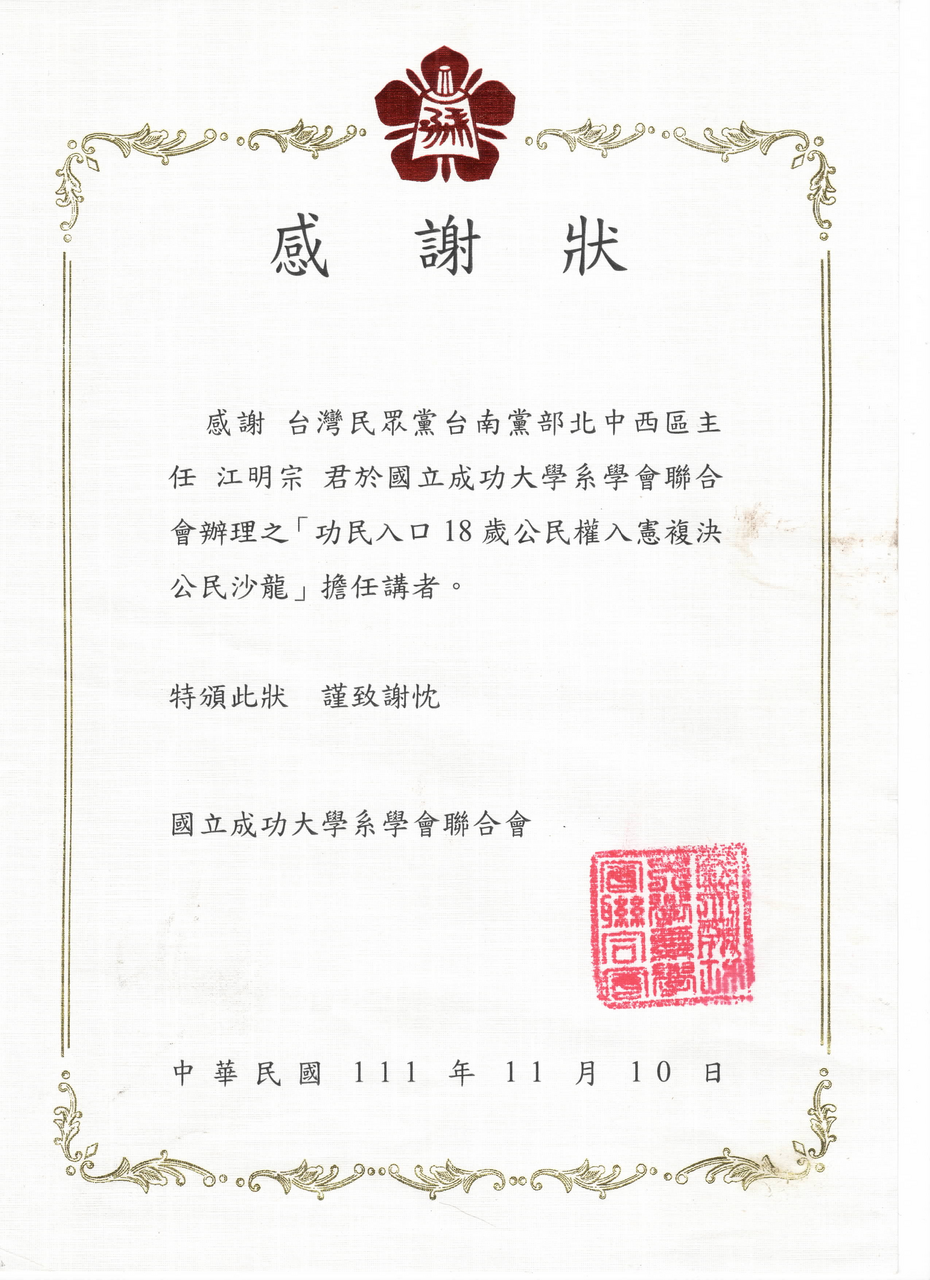 感謝狀
感謝 台灣民眾黨台南黨部北中西區主
任 江明宗 君於國立成功大學系學會聯合
會辦理之「功民入口18歲公民權入憲複決
公民沙龍」擔任講者。
特頒此狀 謹致謝忱
國立成功大學系學會聯合會
中華民國 111 年 11 月 10 日